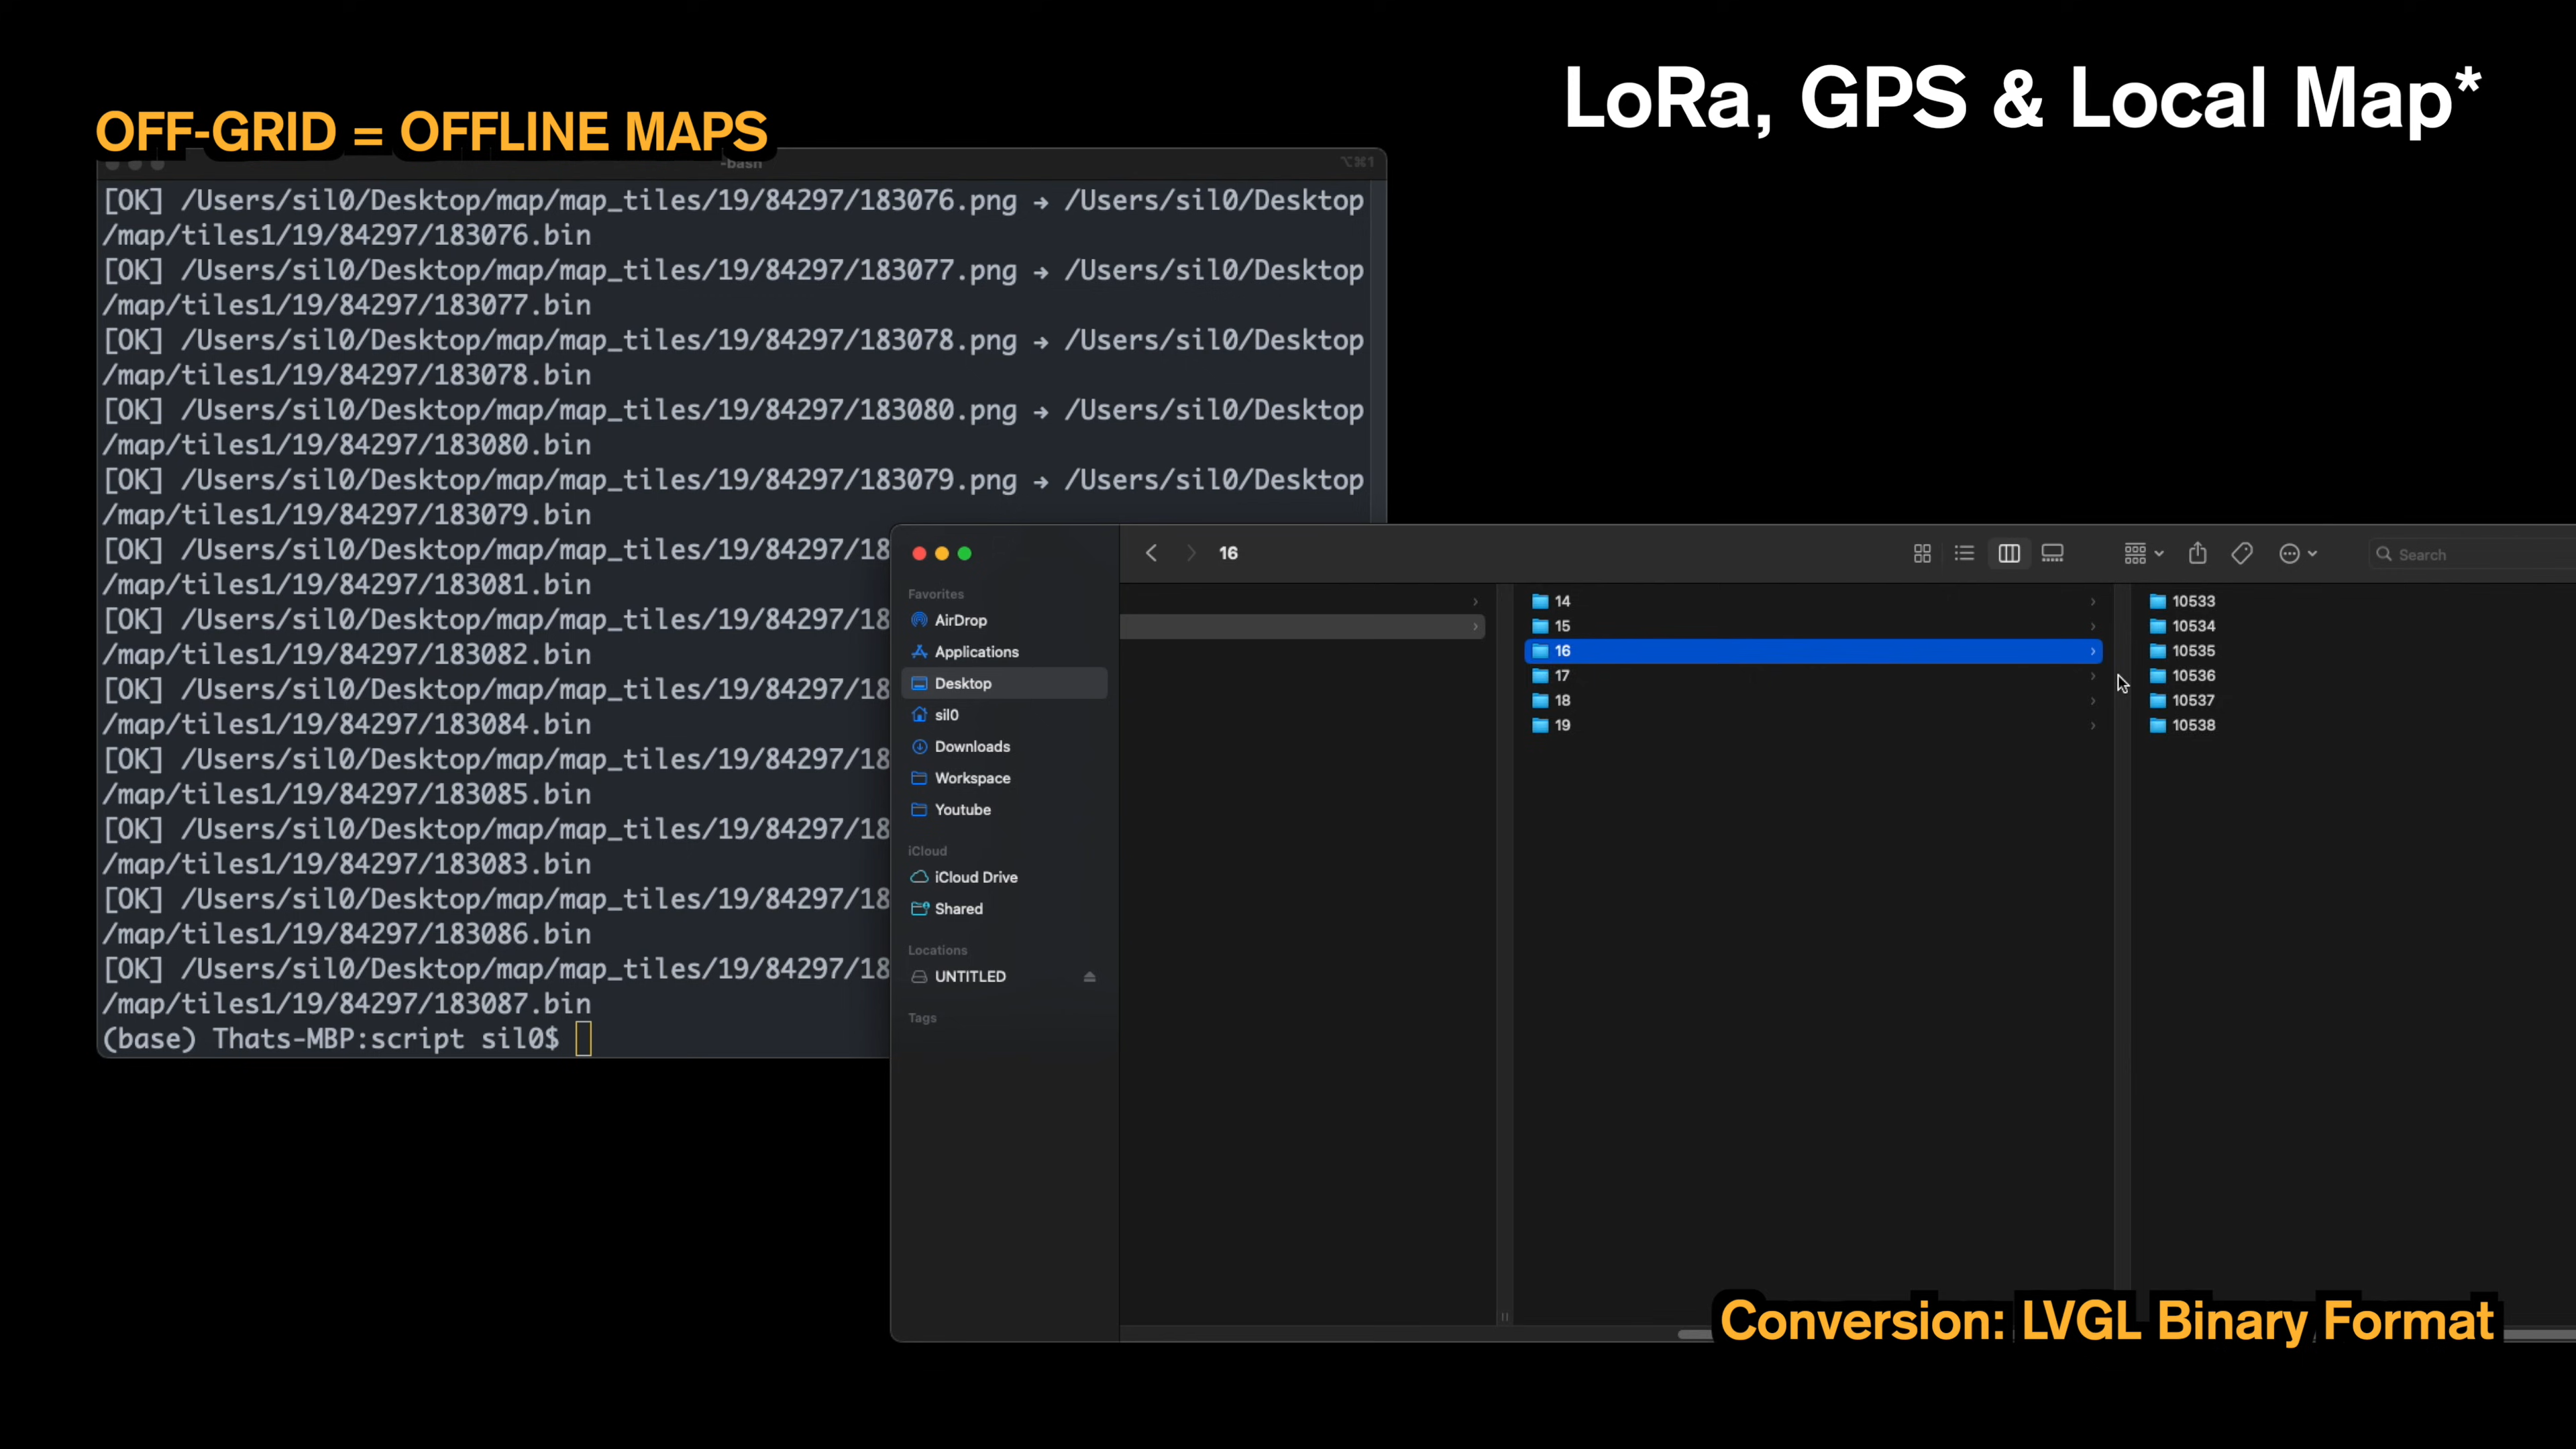 LoRa, GPS & Local Map*
OFF-GRID = OFFLINE MAPS
-bash
⌥⌘1
[OK] /Users/sil0/Desktop/map/map_tiles/19/84297/183076.png → /Users/sil0/Desktop
/map/tiles1/19/84297/183076.bin
[OK] /Users/sil0/Desktop/map/map_tiles/19/84297/183077.png → /Users/sil0/Desktop
/map/tiles1/19/84297/183077.bin
[OK] /Users/sil0/Desktop/map/map_tiles/19/84297/183078.png → /Users/sil0/Desktop
/map/tiles1/19/84297/183078.bin
[OK] /Users/sil0/Desktop/map/map_tiles/19/84297/183080.png → /Users/sil0/Desktop
/map/tiles1/19/84297/183080.bin
[OK] /Users/sil0/Desktop/map/map_tiles/19/84297/183079.png → /Users/sil0/Desktop
/map/tiles1/19/84297/183079.bin
[OK] /Users/sil0/Desktop/map/map_tiles/19/84297/18
/map/tiles1/19/84297/183081.bin
[OK] /Users/sil0/Desktop/map/map_tiles/19/84297/18
/map/tiles1/19/84297/183082.bin
[OK] /Users/sil0/Desktop/map/map_tiles/19/84297/18
/map/tiles1/19/84297/183084.bin
[OK] /Users/sil0/Desktop/map/map_tiles/19/84297/18
/map/tiles1/19/84297/183085.bin
[OK] /Users/sil0/Desktop/map/map_tiles/19/84297/18
/map/tiles1/19/84297/183083.bin
[OK] /Users/sil0/Desktop/map/map_tiles/19/84297/18
/map/tiles1/19/84297/183086.bin
[OK] /Users/sil0/Desktop/map/map_tiles/19/84297/18
/map/tiles1/19/84297/183087.bin
(base) Thats-MBP:script sil0$
16
Search
Favorites
AirDrop
Applications
Desktop
sil0
Downloads
Workspace
Youtube
iCloud
iCloud Drive
Shared
Locations
UNTITLED
Tags
14
15
16
17
18
19
10533
10534
10535
10536
10537
10538
Conversion: LVGL Binary Format